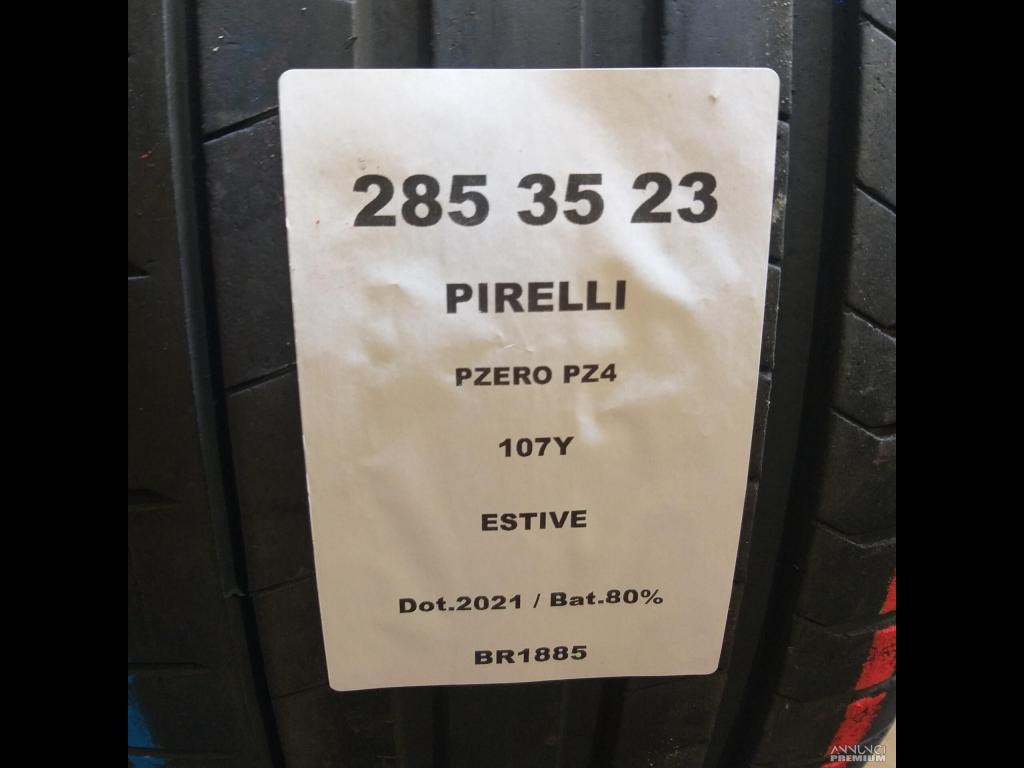 285 35 23
PIRELLI
PZERO PZ4
107Y
ESTIVE
Dot.2021 / Bat.80%
BR1885
ANNUNCI
PREMIUM